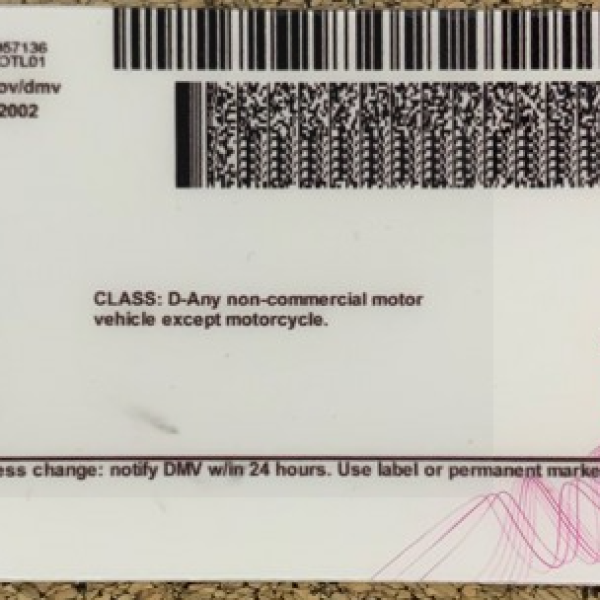 957136
OTL01
ov/dmv
2002
CLASS: D-Any non-commercial motor
vehicle except motorcycle.
ess change: notify DMV w/in 24 hours. Use label or permanent marke